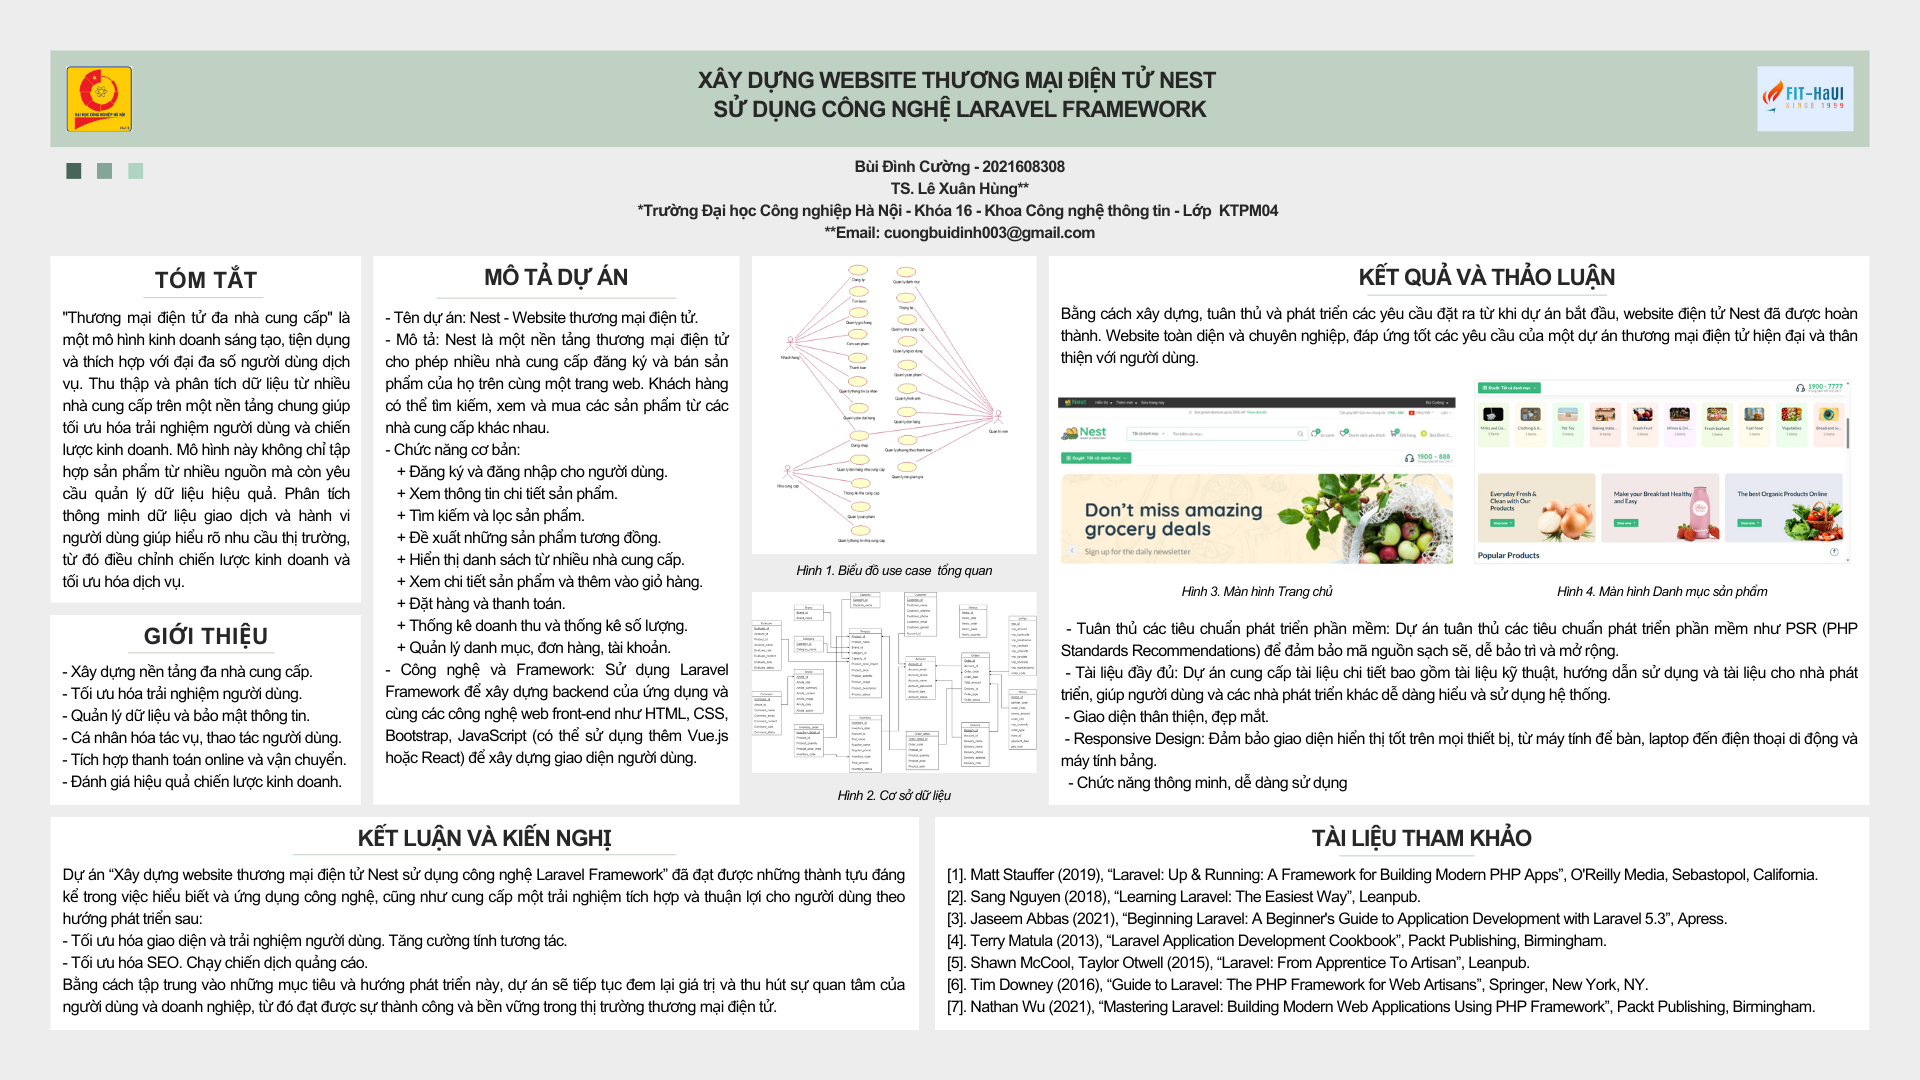 XÂY DỰNG WEBSITE THƯƠNG MẠI ĐIỆN TỬ NEST
SỬ DỤNG CÔNG NGHỆ LARAVEL FRAMEWORK
ĐẠI HỌC CÔNG NGHIỆP HÀ NỘI
FIT-HaUI
SINCE 1999
Bùi Đình Cường - 2021608308
TS. Lê Xuân Hùng**
*Trường Đại học Công nghiệp Hà Nội - Khóa 16 - Khoa Công nghệ thông tin - Lớp KTPM04
**Email: cuongbuidinh003@gmail.com
TÓM TẮT
"Thương mại điện tử đa nhà cung cấp" là
một mô hình kinh doanh sáng tạo, tiện dụng
và thích hợp với đại đa số người dùng dịch
vụ. Thu thập và phân tích dữ liệu từ nhiều
nhà cung cấp trên một nền tảng chung giúp
tối ưu hóa trải nghiệm người dùng và chiến
lược kinh doanh. Mô hình này không chỉ tập
hợp sản phẩm từ nhiều nguồn mà còn yêu
cầu quản lý dữ liệu hiệu quả. Phân tích
thông minh dữ liệu giao dịch và hành vi
người dùng giúp hiểu rõ nhu cầu thị trường,
từ đó điều chỉnh chiến lược kinh doanh và
tối ưu hóa dịch vụ.
GIỚI THIỆU
- Xây dựng nền tảng đa nhà cung cấp.
- Tối ưu hóa trải nghiệm người dùng.
- Quản lý dữ liệu và bảo mật thông tin.
- Cá nhân hóa tác vụ, thao tác người dùng.
- Tích hợp thanh toán online và vận chuyển.
- Đánh giá hiệu quả chiến lược kinh doanh.
MÔ TẢ DỰ ÁN
- Tên dự án: Nest - Website thương mại điện tử.
- Mô tả: Nest là một nền tảng thương mại điện tử
cho phép nhiều nhà cung cấp đăng ký và bán sản
phẩm của họ trên cùng một trang web. Khách hàng
có thể tìm kiếm, xem và mua các sản phẩm từ các
nhà cung cấp khác nhau.
- Chức năng cơ bản:
+ Đăng ký và đăng nhập cho người dùng.
+ Xem thông tin chi tiết sản phẩm.
+ Tìm kiếm và lọc sản phẩm.
+ Đề xuất những sản phẩm tương đồng.
+ Hiển thị danh sách từ nhiều nhà cung cấp.
+ Xem chi tiết sản phẩm và thêm vào giỏ hàng.
+ Đặt hàng và thanh toán.
+ Thống kê doanh thu và thống kê số lượng.
+ Quản lý danh mục, đơn hàng, tài khoản.
- Công nghệ và Framework: Sử dụng Laravel
Framework để xây dựng backend của ứng dụng và
cùng các công nghệ web front-end như HTML, CSS,
Bootstrap, JavaScript (có thể sử dụng thêm Vue.js
hoặc React) để xây dựng giao diện người dùng.
Hình 1. Biểu đồ use case tổng quan
Hình 2. Cơ sở dữ liệu
KẾT QUẢ VÀ THẢO LUẬN
Bằng cách xây dựng, tuân thủ và phát triển các yêu cầu đặt ra từ khi dự án bắt đầu, website điện tử Nest đã được hoàn
thành. Website toàn diện và chuyên nghiệp, đáp ứng tốt các yêu cầu của một dự án thương mại điện tử hiện đại và thân
thiện với người dùng.
Nest
1900 - 888
Don't miss amazing
grocery deals
Sign up for the daily newsletter
1900 - 7777
Everyday Fresh &
Clean with Our
Products
Make your Breakfast Healthy
and Easy
The best Organic Products Online
Popular Products
Hình 3. Màn hình Trang chủ
Hình 4. Màn hình Danh mục sản phẩm
- Tuân thủ các tiêu chuẩn phát triển phần mềm: Dự án tuân thủ các tiêu chuẩn phát triển phần mềm như PSR (PHP
Standards Recommendations) để đảm bảo mã nguồn sạch sẽ, dễ bảo trì và mở rộng.
- Tài liệu đầy đủ: Dự án cung cấp tài liệu chi tiết bao gồm tài liệu kỹ thuật, hướng dẫn sử dụng và tài liệu cho nhà phát
triển, giúp người dùng và các nhà phát triển khác dễ dàng hiểu và sử dụng hệ thống.
- Giao diện thân thiện, đẹp mắt.
- Responsive Design: Đảm bảo giao diện hiển thị tốt trên mọi thiết bị, từ máy tính để bàn, laptop đến điện thoại di động và
máy tính bảng.
- Chức năng thông minh, dễ dàng sử dụng
KẾT LUẬN VÀ KIẾN NGHỊ
Dự án “Xây dựng website thương mại điện tử Nest sử dụng công nghệ Laravel Framework” đã đạt được những thành tựu đáng
kể trong việc hiểu biết và ứng dụng công nghệ, cũng như cung cấp một trải nghiệm tích hợp và thuận lợi cho người dùng theo
hướng phát triển sau:
- Tối ưu hóa giao diện và trải nghiệm người dùng. Tăng cường tính tương tác.
- Tối ưu hóa SEO. Chạy chiến dịch quảng cáo.
Bằng cách tập trung vào những mục tiêu và hướng phát triển này, dự án sẽ tiếp tục đem lại giá trị và thu hút sự quan tâm của
người dùng và doanh nghiệp, từ đó đạt được sự thành công và bền vững trong thị trường thương mại điện tử.
TÀI LIỆU THAM KHẢO
[1]. Matt Stauffer (2019), “Laravel: Up & Running: A Framework for Building Modern PHP Apps”, O'Reilly Media, Sebastopol, California.
[2]. Sang Nguyen (2018), “Learning Laravel: The Easiest Way”, Leanpub.
[3]. Jaseem Abbas (2021), “Beginning Laravel: A Beginner's Guide to Application Development with Laravel 5.3”, Apress.
[4]. Terry Matula (2013), “Laravel Application Development Cookbook”, Packt Publishing, Birmingham.
[5]. Shawn McCool, Taylor Otwell (2015), “Laravel: From Apprentice To Artisan”, Leanpub.
[6]. Tim Downey (2016), “Guide to Laravel: The PHP Framework for Web Artisans”, Springer, New York, NY.
[7]. Nathan Wu (2021), “Mastering Laravel: Building Modern Web Applications Using PHP Framework”, Packt Publishing, Birmingham.